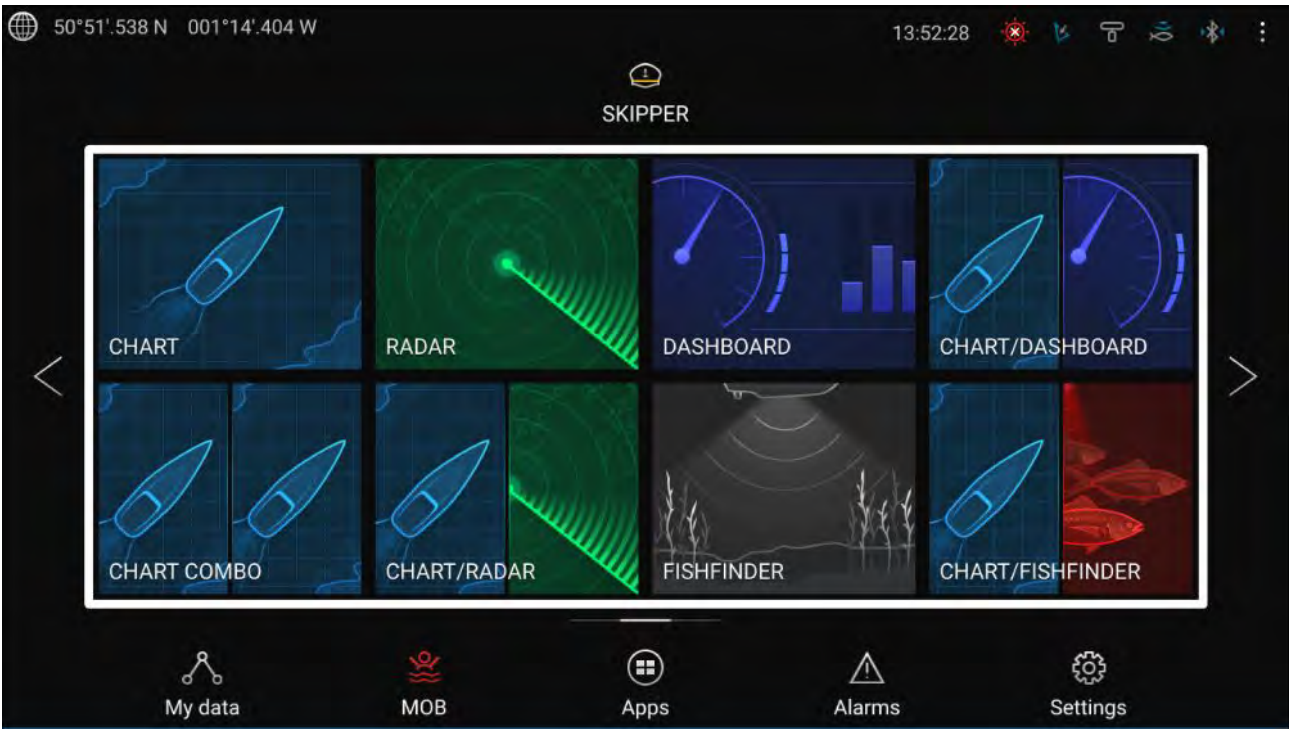 50°51'.538 N 001°14'.404 W
13:52:28
SKIPPER
CHART
RADAR
DASHBOARD
CHART/DASHBOARD
CHART COMBO
CHART/RADAR
FISHFINDER
CHART/FISHFINDER
My data
MOB
Apps
Alarms
Settings